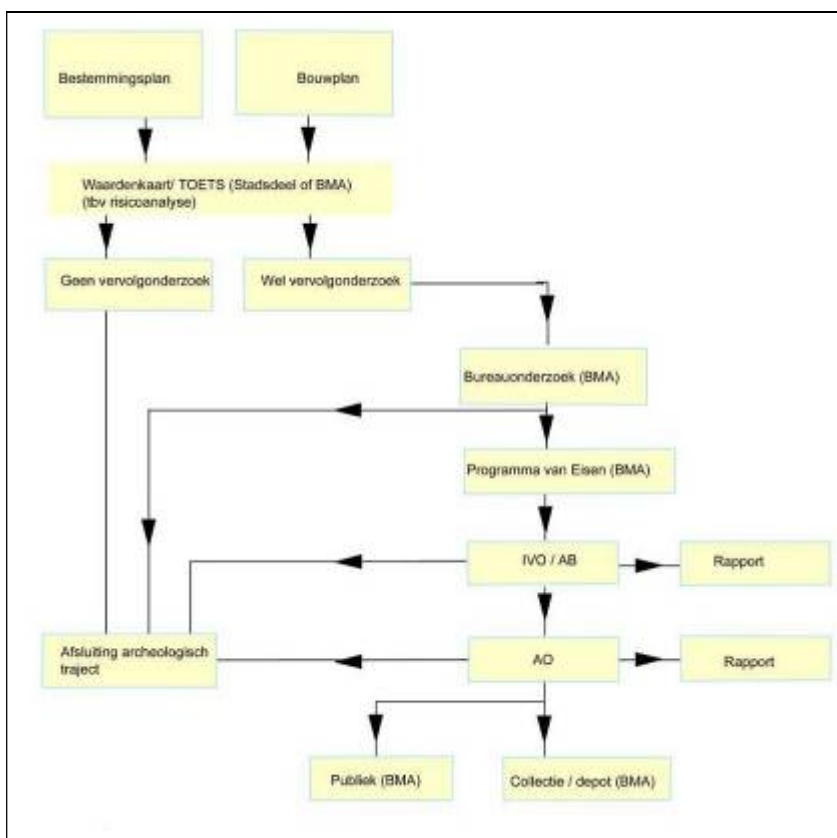 Bestemmingsplan
Bouwplan
Waardenkaart/ TOETS (Stadsdeel of BMA)
(tbv risicoanalyse)
Geen vervolgonderzoek
Wel vervolgonderzoek
Bureauonderzoek (BMA)
Programma van Eisen (BMA)
IVO / AB
Rapport
Afsluiting archeologisch
traject
AO
Rapport
Publiek (BMA)
Collectie / depot (BMA)